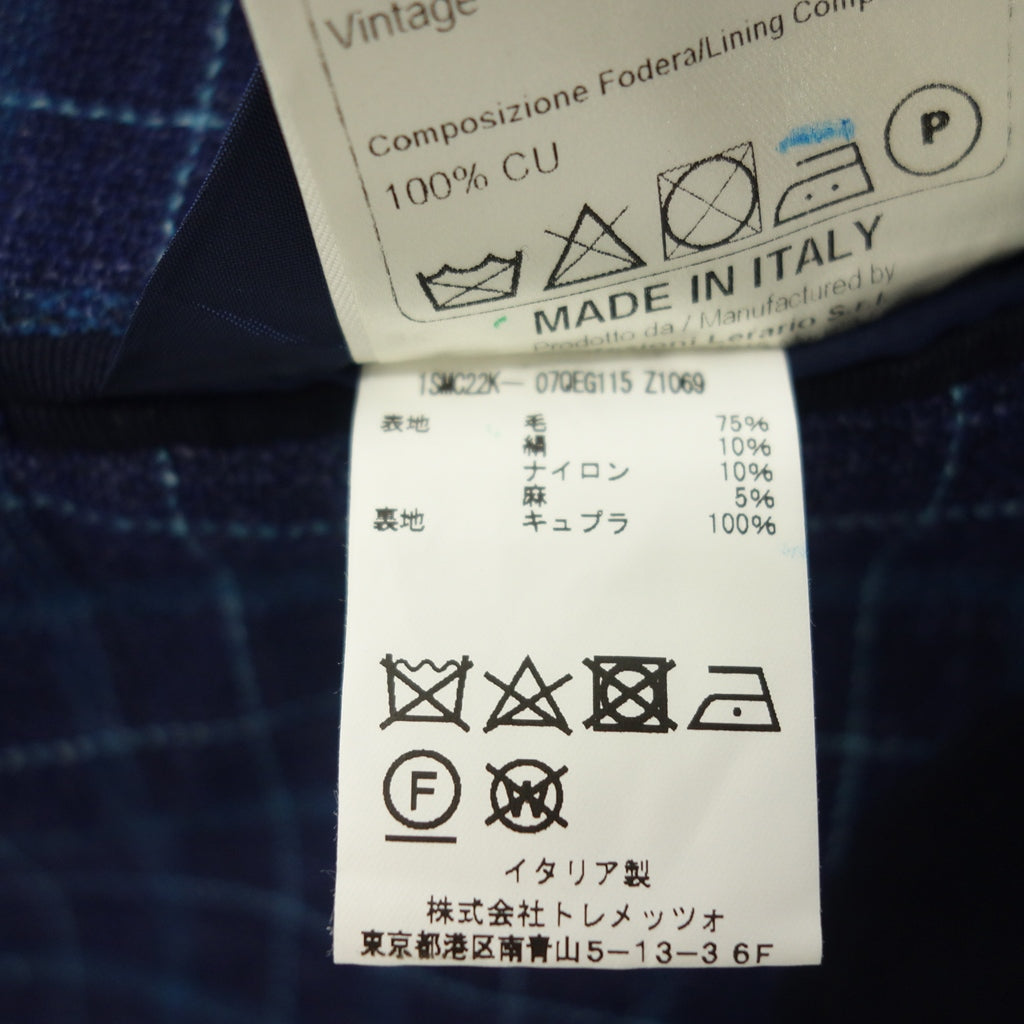 Vintage
Composizione Fodera/Lining
100% CU
P
MADE IN ITALY
Prodotto da / Manufactured by
Lerario S.r.l.
1SMC22K- 07QEG115 Z1069
表地 毛 75%
絹 10%
ナイロン 10%
麻 5%
裏地 キュプラ 100%
F
W
イタリア製
株式会社トレメッツォ
東京都港区南青山5-13-3 6F